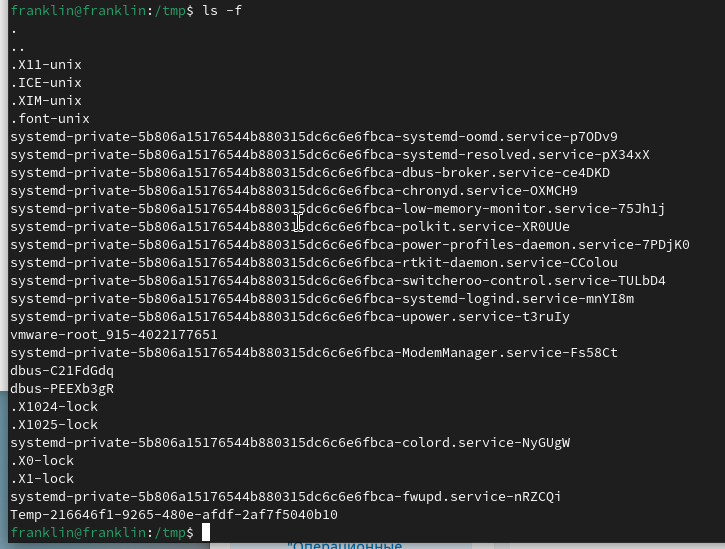 franklin@franklin:/tmp$ ls -f
.
..
.X11-unix
.ICE-unix
.XIM-unix
.font-unix
systemd-private-5b806a15176544b880315dc6c6e6fbca-systemd-oomd.service-p7ODv9
systemd-private-5b806a15176544b880315dc6c6e6fbca-systemd-resolved.service-pX34xX
systemd-private-5b806a15176544b880315dc6c6e6fbca-dbus-broker.service-ce4DKD
systemd-private-5b806a15176544b880315dc6c6e6fbca-chronyd.service-OXMCH9
systemd-private-5b806a15176544b880315dc6c6e6fbca-low-memory-monitor.service-75Jh1j
systemd-private-5b806a15176544b880315dc6c6e6fbca-polkit.service-XR0UUe
systemd-private-5b806a15176544b880315dc6c6e6fbca-power-profiles-daemon.service-7PDjK0
systemd-private-5b806a15176544b880315dc6c6e6fbca-rtkit-daemon.service-CColou
systemd-private-5b806a15176544b880315dc6c6e6fbca-switcheroo-control.service-TULbD4
systemd-private-5b806a15176544b880315dc6c6e6fbca-systemd-logind.service-mnYI8m
systemd-private-5b806a15176544b880315dc6c6e6fbca-upower.service-t3ruIy
vmware-root_915-4022177651
systemd-private-5b806a15176544b880315dc6c6e6fbca-ModemManager.service-Fs58Ct
dbus-C21FdGdq
dbus-PEEXb3gR
.X1024-lock
.X1025-lock
systemd-private-5b806a15176544b880315dc6c6e6fbca-colord.service-NyGUgW
.X0-lock
.X1-lock
systemd-private-5b806a15176544b880315dc6c6e6fbca-fwupd.service-nRZCQi
Temp-216646f1-9265-480e-afdf-2af7f5040b10
franklin@franklin:/tmp$
"Операционные